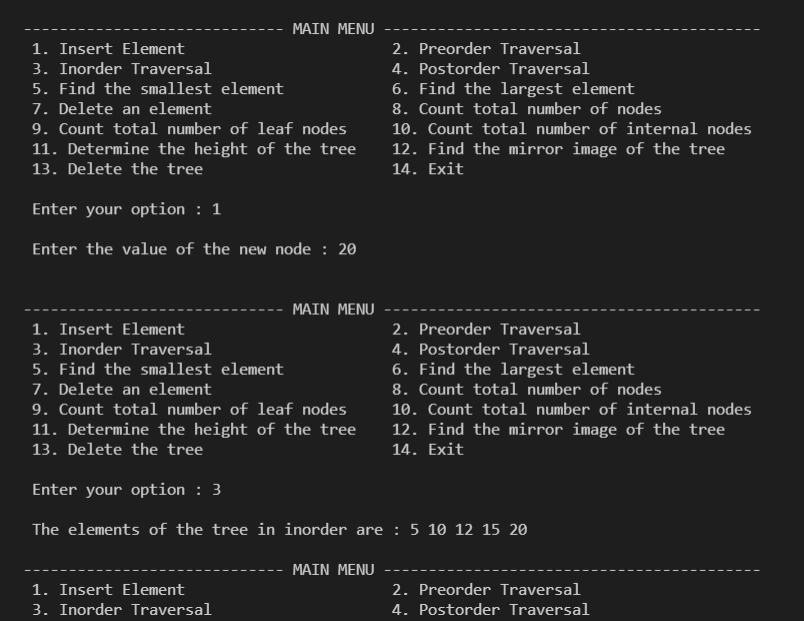 ----------------------------- MAIN MENU ------------------------------------------
1. Insert Element                       2. Preorder Traversal
3. Inorder Traversal                    4. Postorder Traversal
5. Find the smallest element            6. Find the largest element
7. Delete an element                    8. Count total number of nodes
9. Count total number of leaf nodes     10. Count total number of internal nodes
11. Determine the height of the tree    12. Find the mirror image of the tree
13. Delete the tree                     14. Exit
Enter your option : 1
Enter the value of the new node : 20
----------------------------- MAIN MENU ------------------------------------------
1. Insert Element                       2. Preorder Traversal
3. Inorder Traversal                    4. Postorder Traversal
5. Find the smallest element            6. Find the largest element
7. Delete an element                    8. Count total number of nodes
9. Count total number of leaf nodes     10. Count total number of internal nodes
11. Determine the height of the tree    12. Find the mirror image of the tree
13. Delete the tree                     14. Exit
Enter your option : 3
The elements of the tree in inorder are : 5 10 12 15 20
----------------------------- MAIN MENU ------------------------------------------
1. Insert Element                       2. Preorder Traversal
3. Inorder Traversal                    4. Postorder Traversal